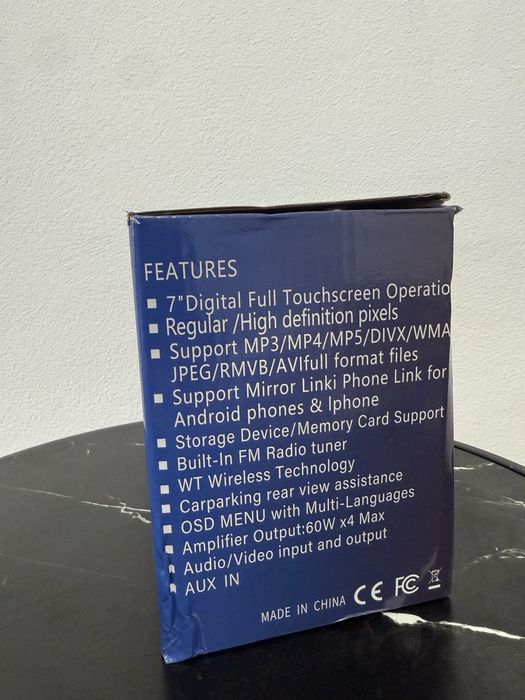 FEATURES
7"Digital Full Touchscreen Operatio
Regular /High definition pixels
Support MP3/MP4/MP5/DIVX/WMA
JPEG/RMVB/AVIfull format files
Support Mirror Linki Phone Link for
Android phones & Iphone
Storage Device/Memory Card Support
Built-In FM Radio tuner
WT Wireless Technology
Carparking rear view assistance
OSD MENU with Multi-Languages
Amplifier Output:60W x4 Max
Audio/Video input and output
AUX IN
MADE IN CHINA CE FC